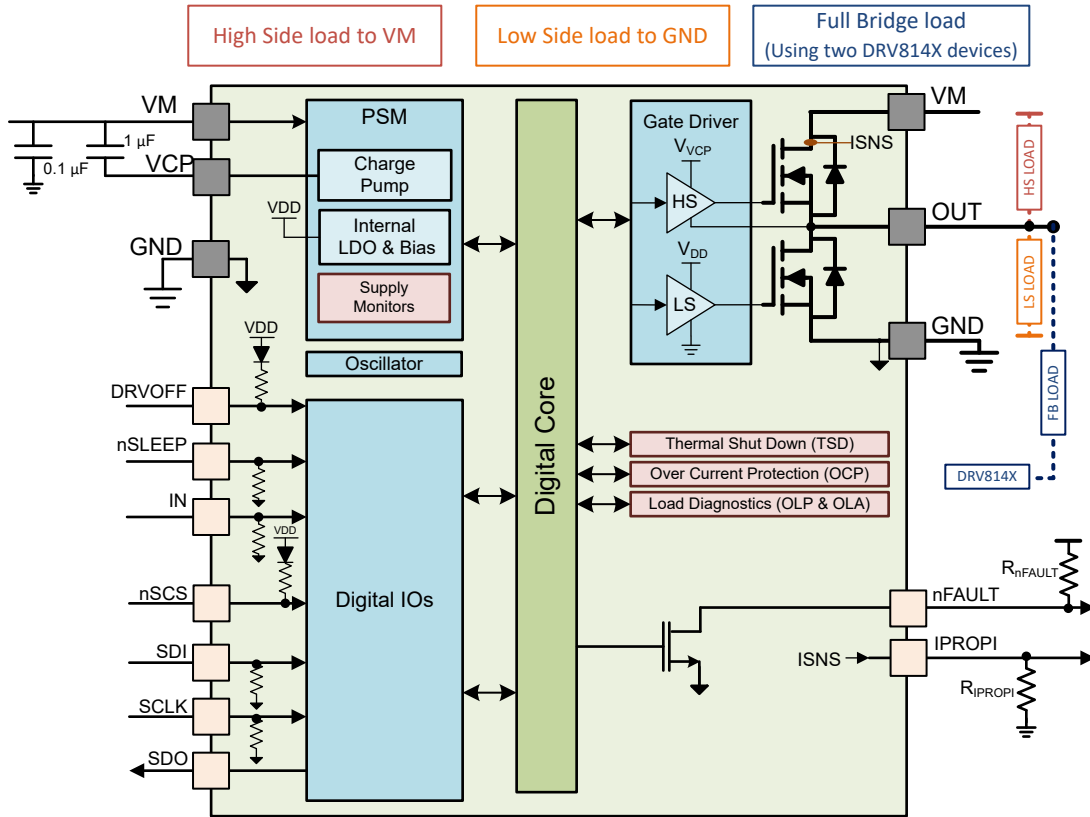 High Side load to VM
Low Side load to GND
Full Bridge load
(Using two DRV814X devices)
VM
0.1 µF
1 µF
VCP
GND
PSM
Charge
Pump
VDD
Internal
LDO & Bias
Supply
Monitors
Oscillator
VDD
DRVOFF
nSLEEP
IN
VDD
nSCS
SDI
SCLK
SDO
Digital IOs
Digital Core
Gate Driver
VVCP
HS
VDD
LS
ISNS
VM
OUT
GND
HS LOAD
LS LOAD
FB LOAD
DRV814X
Thermal Shut Down (TSD)
Over Current Protection (OCP)
Load Diagnostics (OLP & OLA)
RnFAULT
nFAULT
ISNS
IPROPI
RIPROPI